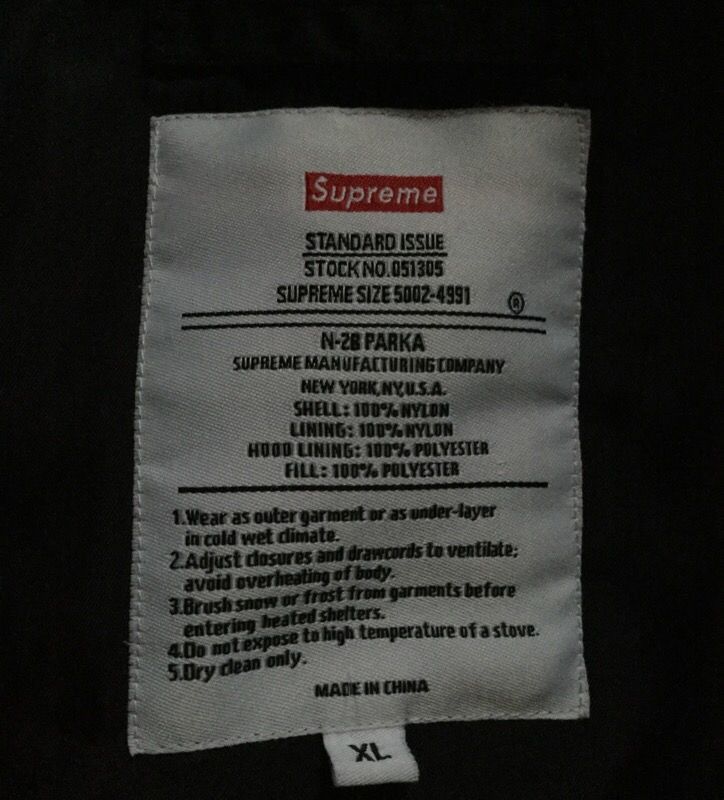 Supreme
STANDARD ISSUE
STOCK NO. 051305
SUPREME SIZE 5002-4991 ®
N-2B PARKA
SUPREME MANUFACTURING COMPANY
NEW YORK, NY, U.S.A.
SHELL: 100% NYLON
LINING: 100% NYLON
HOOD LINING: 100% POLYESTER
FILL: 100% POLYESTER
1.Wear as outer garment or as under-layer
in cold wet climate.
2.Adjust closures and drawcords to ventilate;
avoid overheating of body.
3.Brush snow or frost from garments before
entering heated shelters.
4.Do not expose to high temperature of a stove.
5.Dry clean only.
MADE IN CHINA
XL